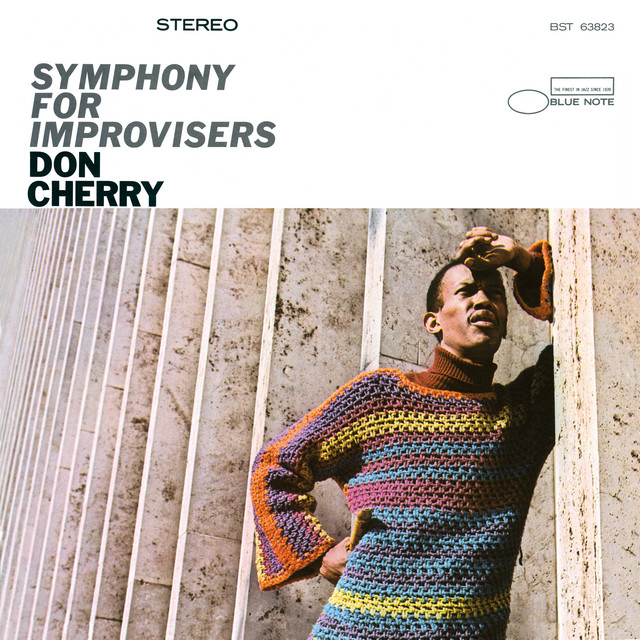 STEREO
BST 63823
SYMPHONY
FOR
IMPROVISERS
DON
CHERRY
THE FINEST IN JAZZ SINCE 1939
BLUE NOTE